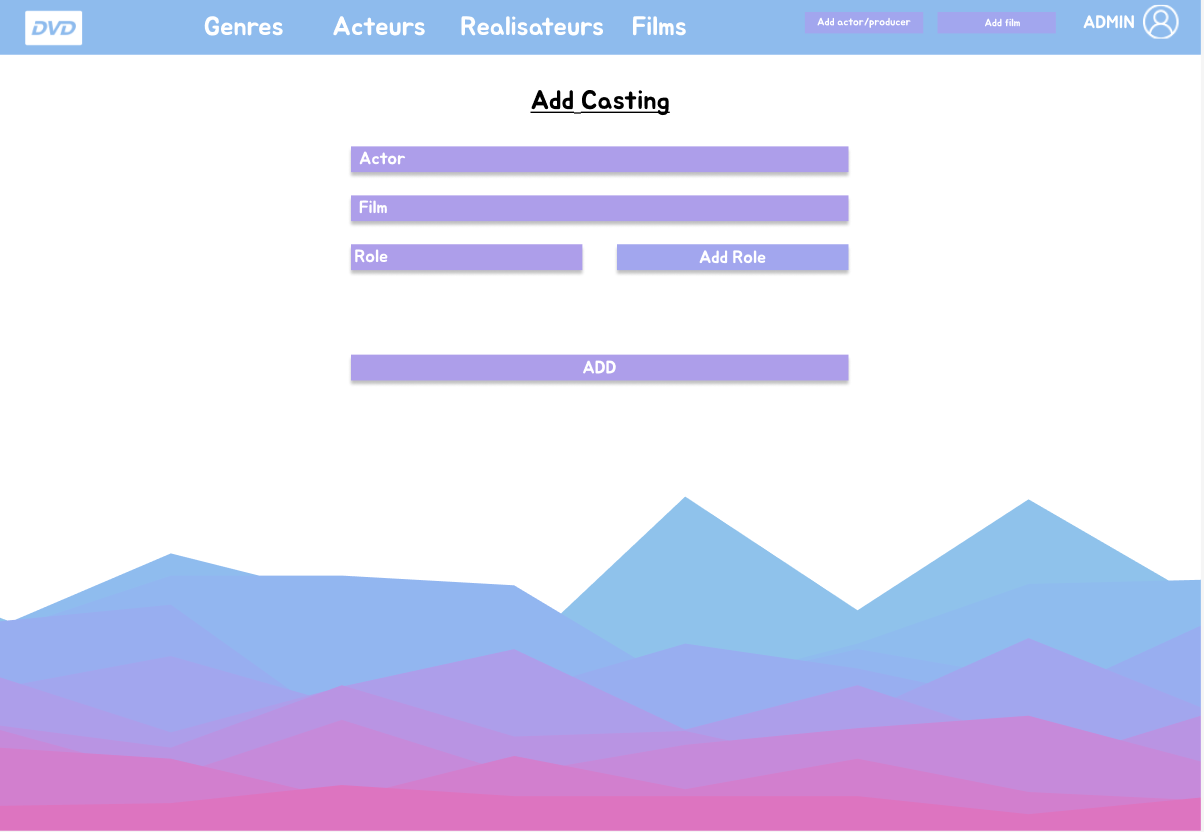 DVD Genres Acteurs Realisateurs Films Add actor/producer Add film ADMIN
Add Casting
Actor
Film
Role Add Role
ADD